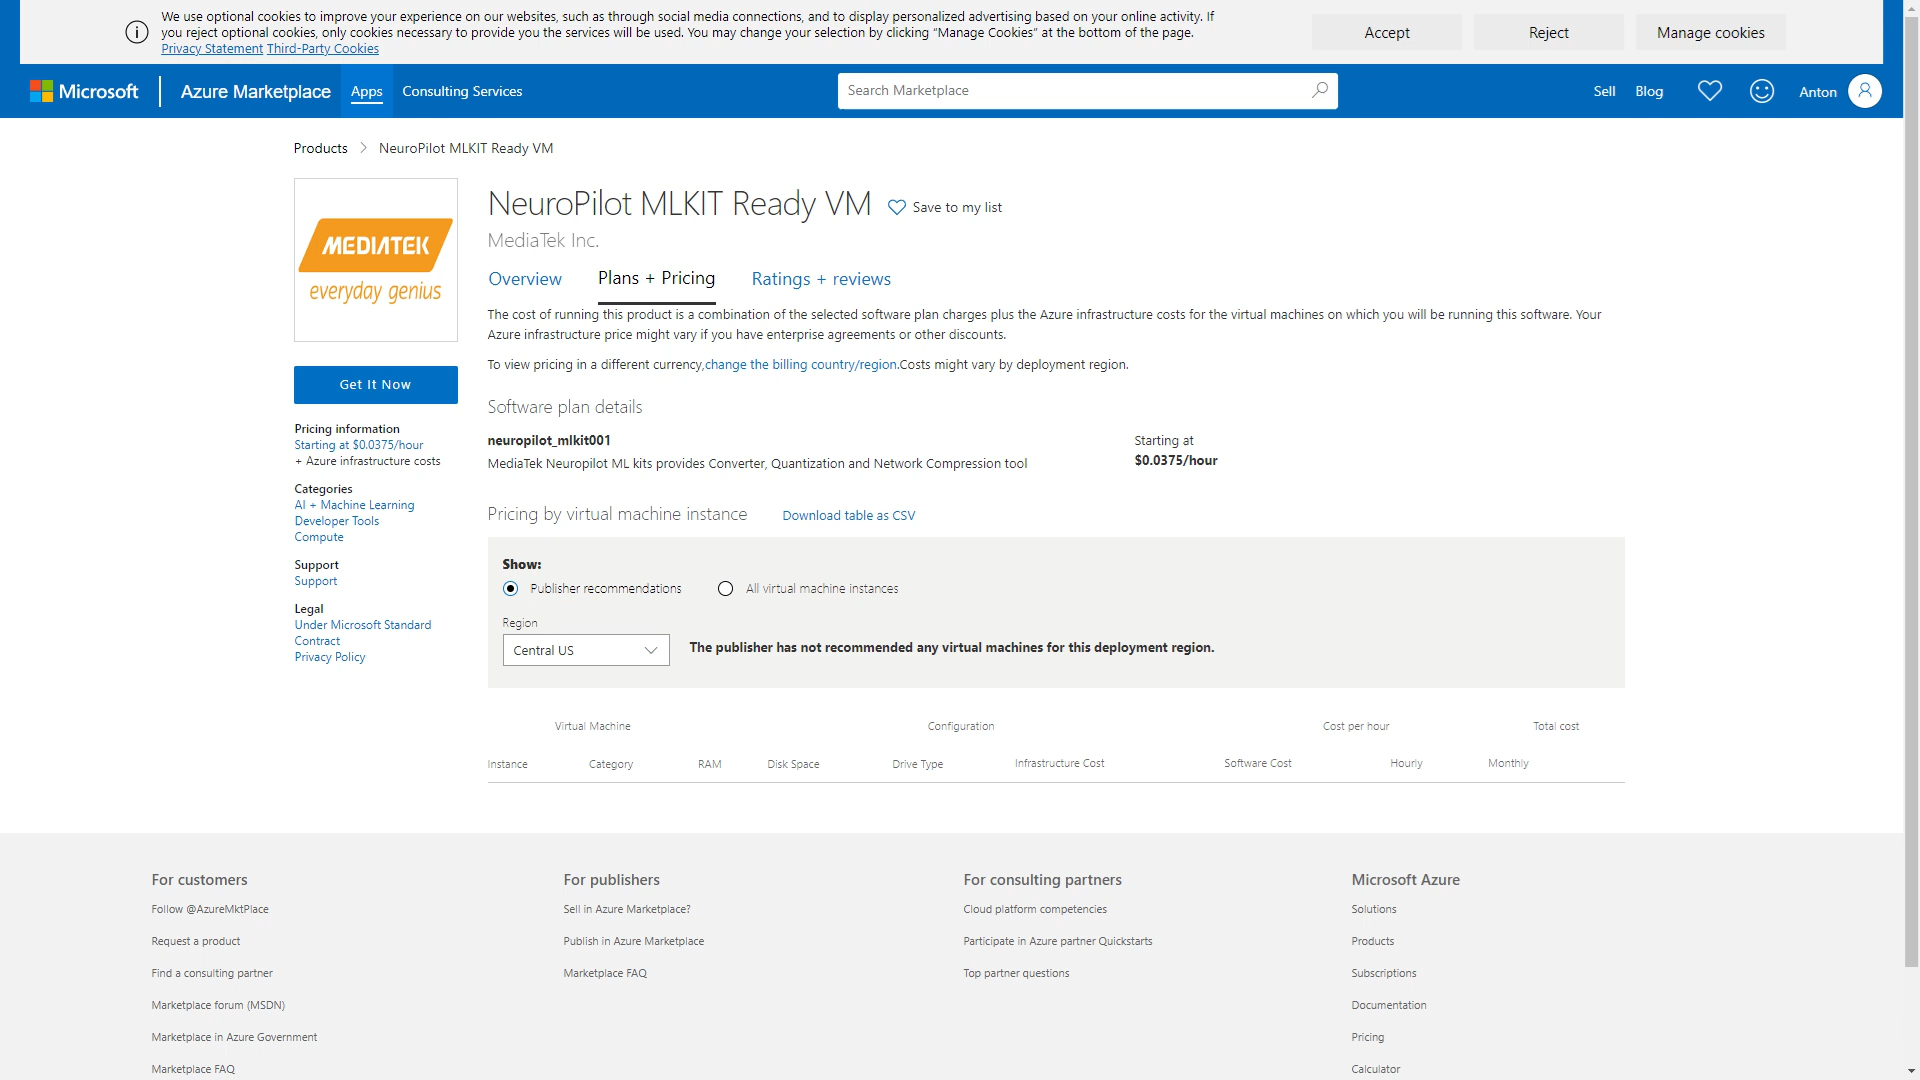 We use optional cookies to improve your experience on our websites, such as through social media connections, and to display personalized advertising based on your online activity. If
you reject optional cookies, only cookies necessary to provide you the services will be used. You may change your selection by clicking “Manage Cookies” at the bottom of the page.
Privacy Statement Third-Party Cookies
Accept
Reject
Manage cookies
Microsoft
Azure Marketplace
Apps
Consulting Services
Search Marketplace
Sell
Blog
Anton
Products
NeuroPilot MLKIT Ready VM
MEDIATEK
everyday genius
NeuroPilot MLKIT Ready VM
Save to my list
MediaTek Inc.
Overview
Plans + Pricing
Ratings + reviews
The cost of running this product is a combination of the selected software plan charges plus the Azure infrastructure costs for the virtual machines on which you will be running this software. Your
Azure infrastructure price might vary if you have enterprise agreements or other discounts.
To view pricing in a different currency,change the billing country/region.Costs might vary by deployment region.
Get It Now
Pricing information
Starting at $0.0375/hour
+ Azure infrastructure costs
Categories
AI + Machine Learning
Developer Tools
Compute
Support
Support
Legal
Under Microsoft Standard
Contract
Privacy Policy
Software plan details
neuropilot_mlkit001
MediaTek Neuropilot ML kits provides Converter, Quantization and Network Compression tool
Starting at
$0.0375/hour
Pricing by virtual machine instance
Download table as CSV
Show:
Publisher recommendations
All virtual machine instances
Region
Central US
The publisher has not recommended any virtual machines for this deployment region.
Virtual Machine
Configuration
Cost per hour
Total cost
Instance
Category
RAM
Disk Space
Drive Type
Infrastructure Cost
Software Cost
Hourly
Monthly
For customers
Follow @AzureMktPlace
Request a product
Find a consulting partner
Marketplace forum (MSDN)
Marketplace in Azure Government
Marketplace FAQ
For publishers
Sell in Azure Marketplace?
Publish in Azure Marketplace
Marketplace FAQ
For consulting partners
Cloud platform competencies
Participate in Azure partner Quickstarts
Top partner questions
Microsoft Azure
Solutions
Products
Subscriptions
Documentation
Pricing
Calculator